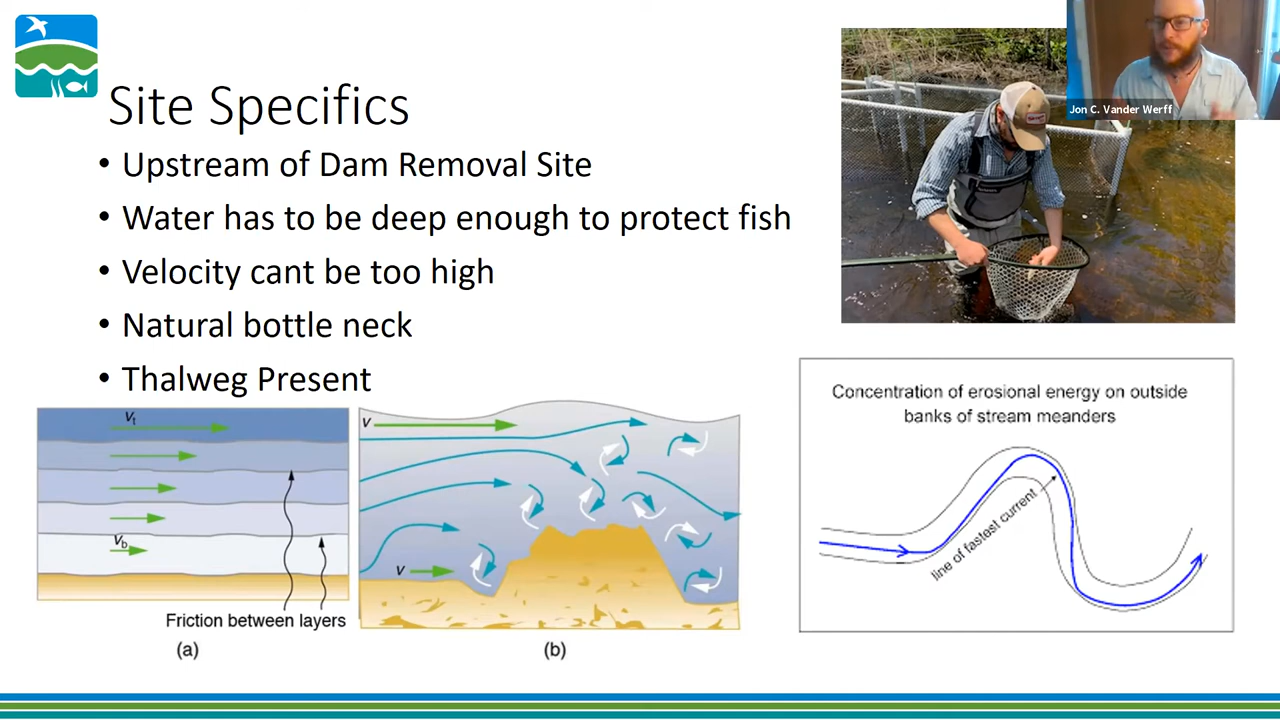 Site Specifics
• Upstream of Dam Removal Site
• Water has to be deep enough to protect fish
• Velocity cant be too high
• Natural bottle neck
• Thalweg Present
Jon C. Vander Werff
vt
vb
Friction between layers
(a)
v
v
(b)
Concentration of erosional energy on outside
banks of stream meanders
line of fastest current